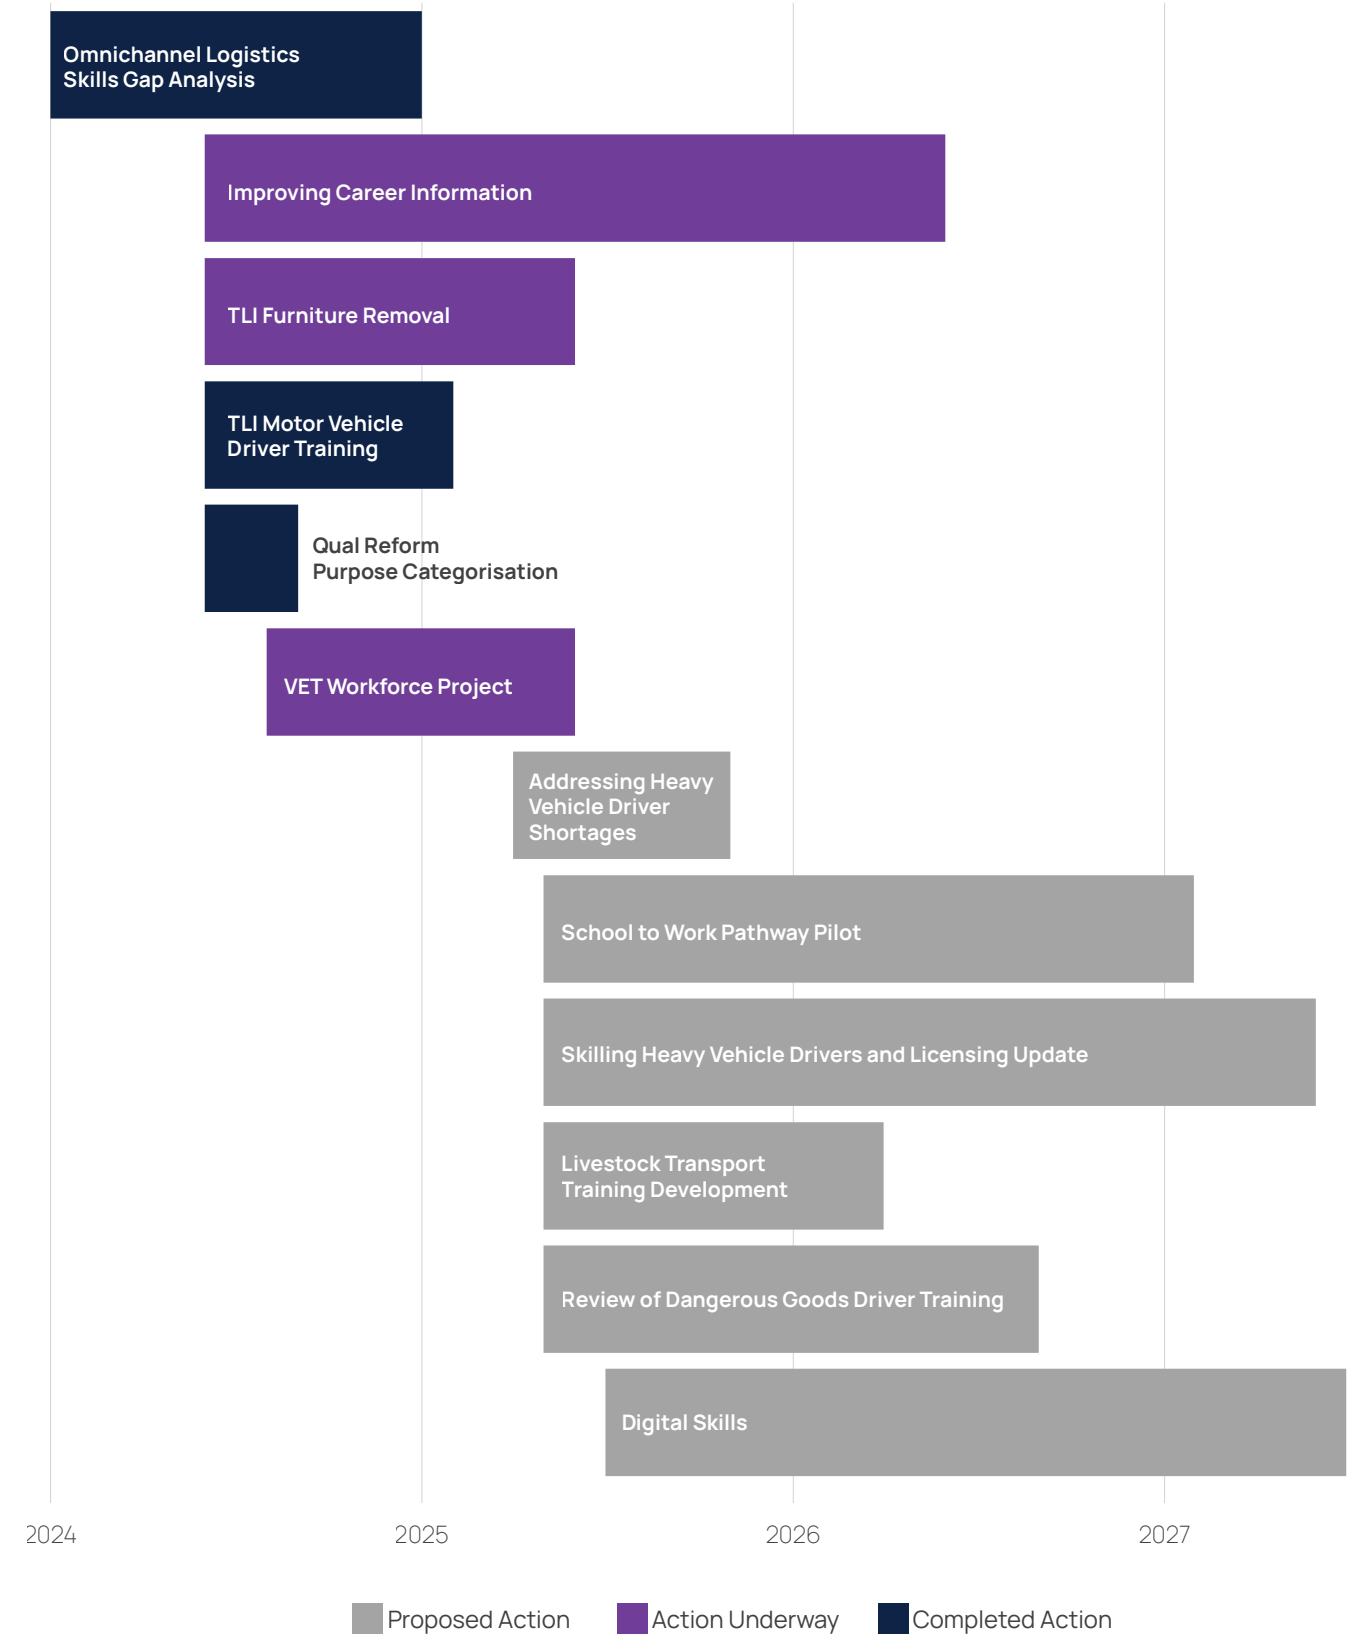 Omnichannel Logistics
Skills Gap Analysis
Improving Career Information
TLI Furniture Removal
TLI Motor Vehicle
Driver Training
Qual Reform
Purpose Categorisation
VET Workforce Project
Addressing Heavy
Vehicle Driver
Shortages
School to Work Pathway Pilot
Skilling Heavy Vehicle Drivers and Licensing Update
Livestock Transport
Training Development
Review of Dangerous Goods Driver Training
Digital Skills
2024 2025 2026 2027
Proposed Action Action Underway Completed Action